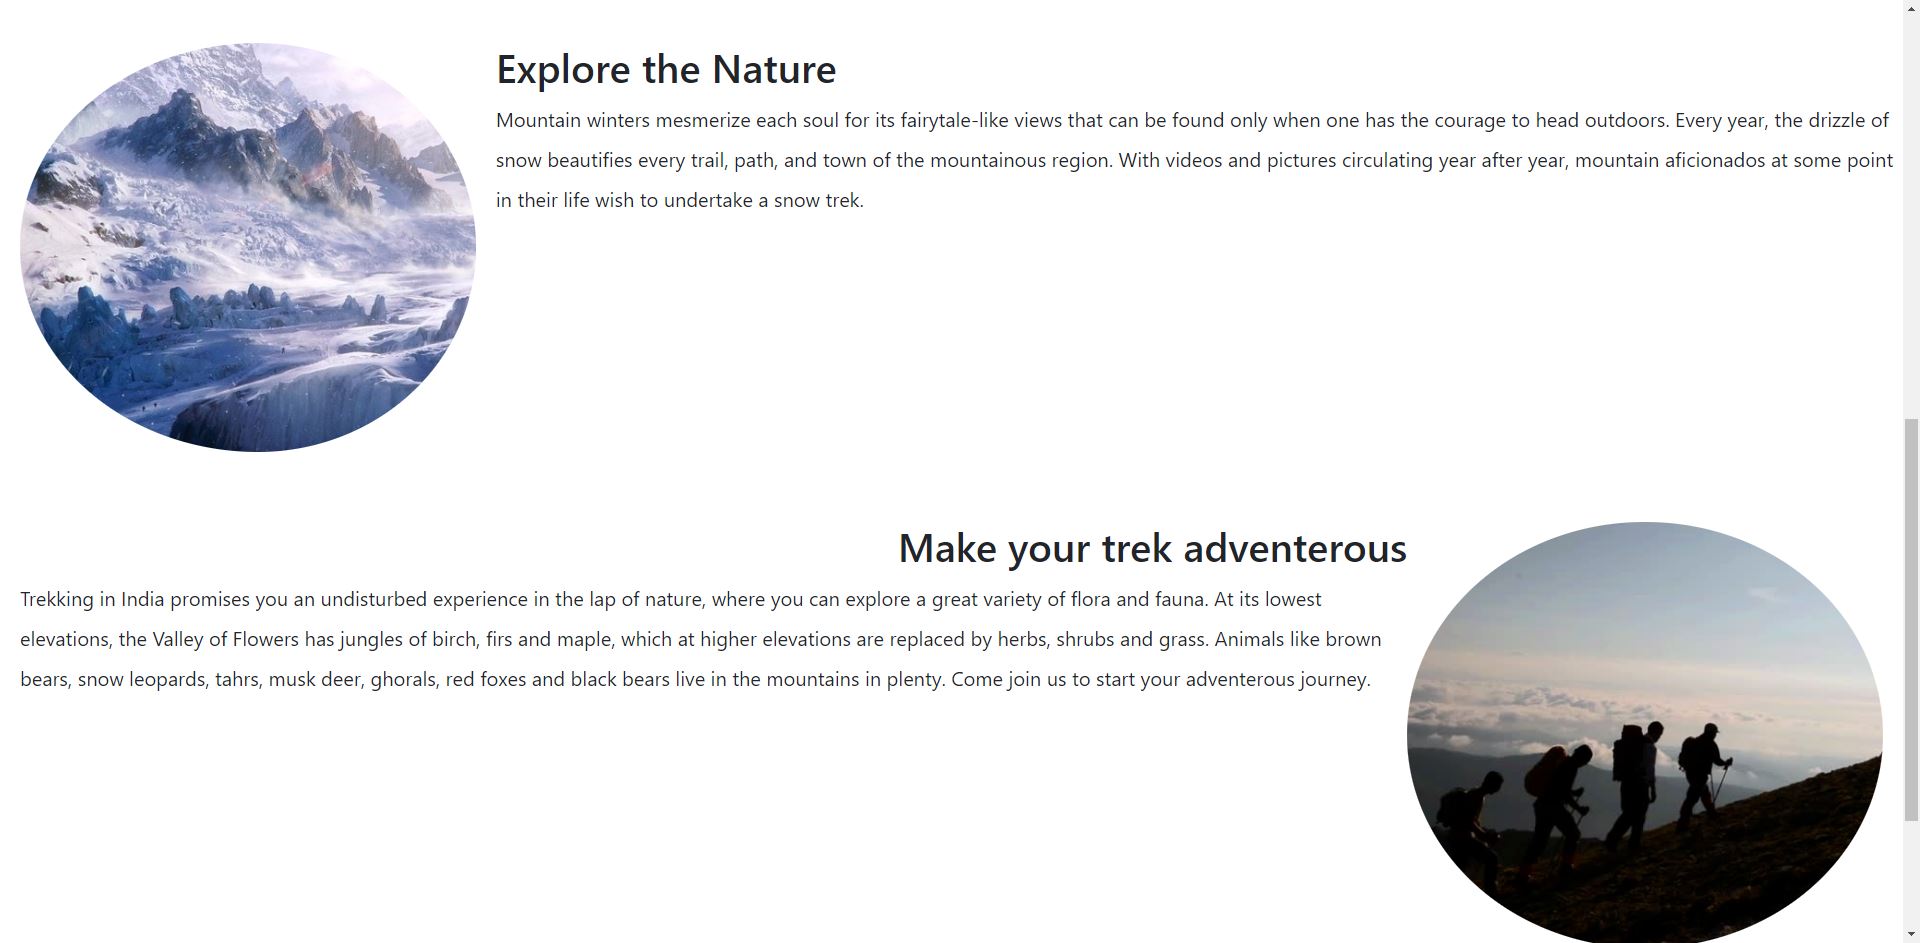 Explore the Nature
Mountain winters mesmerize each soul for its fairytale-like views that can be found only when one has the courage to head outdoors. Every year, the drizzle of
snow beautifies every trail, path, and town of the mountainous region. With videos and pictures circulating year after year, mountain aficionados at some point
in their life wish to undertake a snow trek.
Make your trek adventerous
Trekking in India promises you an undisturbed experience in the lap of nature, where you can explore a great variety of flora and fauna. At its lowest
elevations, the Valley of Flowers has jungles of birch, firs and maple, which at higher elevations are replaced by herbs, shrubs and grass. Animals like brown
bears, snow leopards, tahrs, musk deer, ghorals, red foxes and black bears live in the mountains in plenty. Come join us to start your adventerous journey.